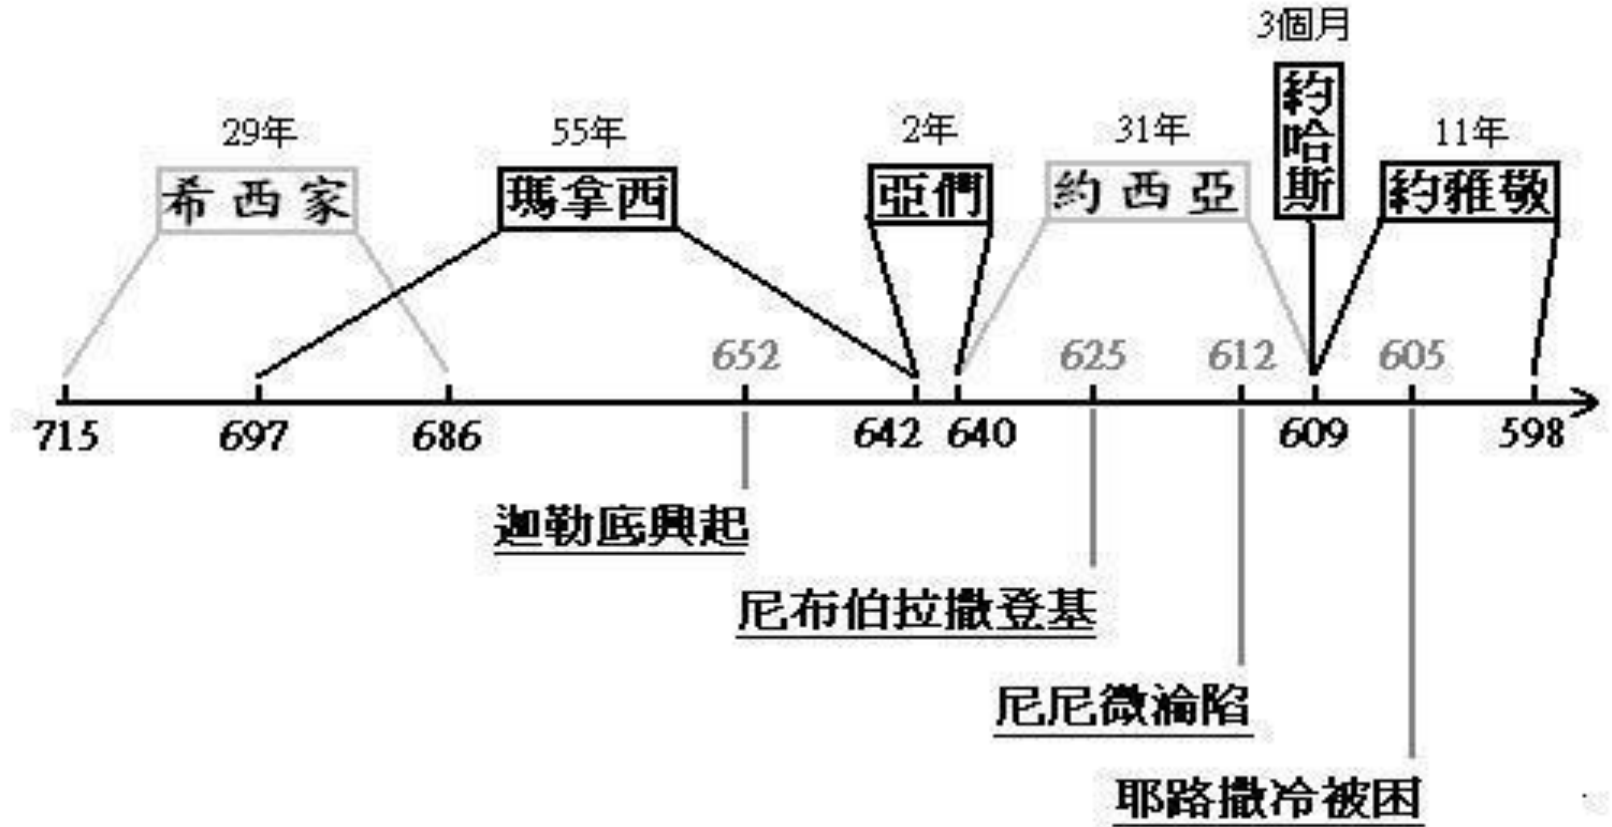 3個月
約哈斯
29年
55年
2年
31年
11年
希西家
瑪拿西
亞們
約西亞
約雅敬
652
625
612
605
715
697
686
642
640
609
598
迦勒底興起
尼布伯拉撒登基
尼尼微淪陷
耶路撒冷被困